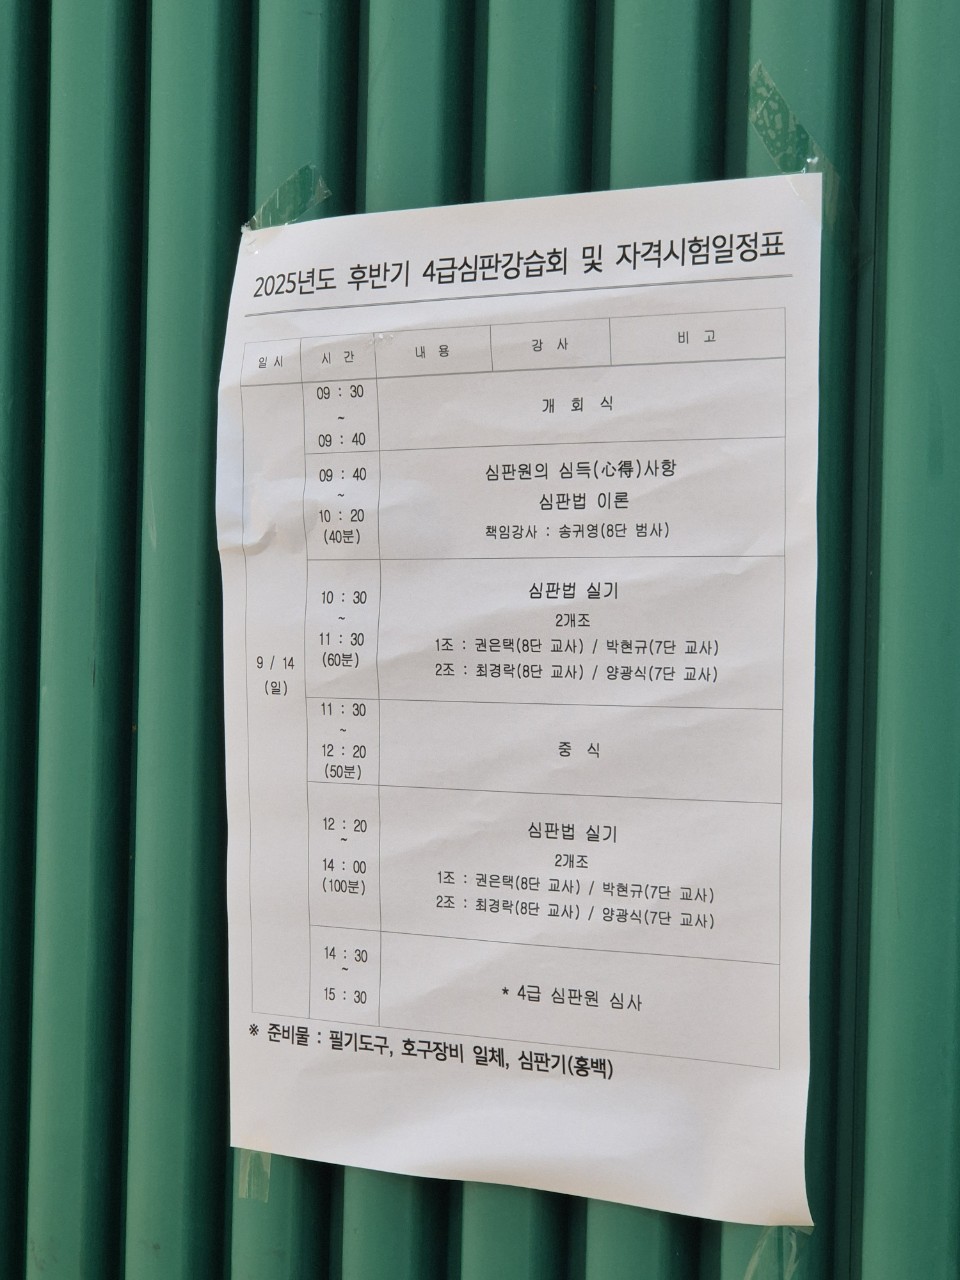 2025년도 후반기 4급심판강습회 및 자격시험일정표
일 시 시 간 내 용 강 사 비 고
9 / 14
(일)
09 : 30
~
09 : 40
개 회 식
09 : 40
~
10 : 20
(40분)
심판원의 심득(心得)사항
심판법 이론
책임강사 : 송귀영(8단 범사)
10 : 30
~
11 : 30
(60분)
심판법 실기
2개조
1조 : 권은택(8단 교사) / 박현규(7단 교사)
2조 : 최경락(8단 교사) / 양광식(7단 교사)
11 : 30
~
12 : 20
(50분)
중 식
12 : 20
~
14 : 00
(100분)
심판법 실기
2개조
1조 : 권은택(8단 교사) / 박현규(7단 교사)
2조 : 최경락(8단 교사) / 양광식(7단 교사)
14 : 30
~
15 : 30
* 4급 심판원 심사
※ 준비물 : 필기도구, 호구장비 일체, 심판기(홍백)